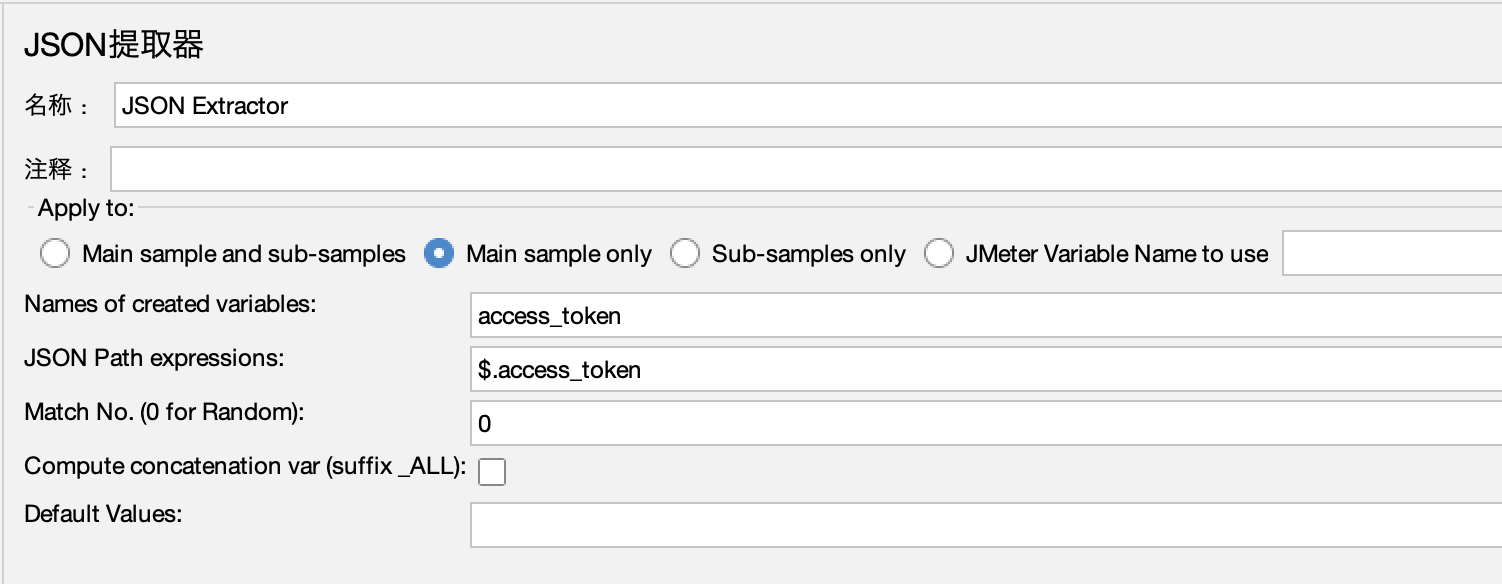 JSON提取器
名称： JSON Extractor
注释：
Apply to:
Main sample and sub-samples Main sample only Sub-samples only JMeter Variable Name to use
Names of created variables: access_token
JSON Path expressions: $.access_token
Match No. (0 for Random): 0
Compute concatenation var (suffix _ALL):
Default Values: